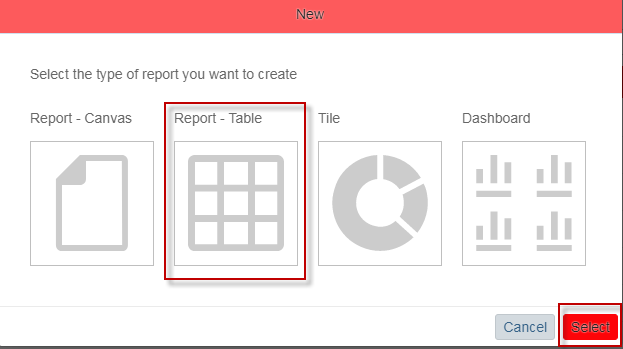 New
Select the type of report you want to create
Report - Canvas
Report - Table
Tile
Dashboard
Cancel
Select